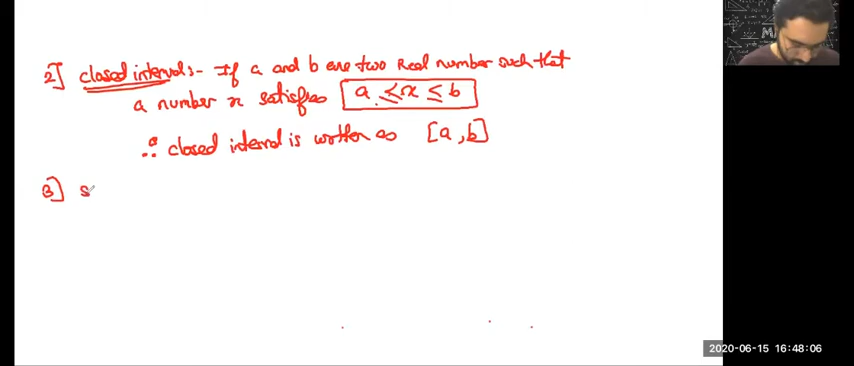 2] closed intervals:- If a and b are two Real number such that
a number x satisfies a ≤ x ≤ b
∴ closed interval is written as [a, b]
3] s
2020-06-15 16:48:06